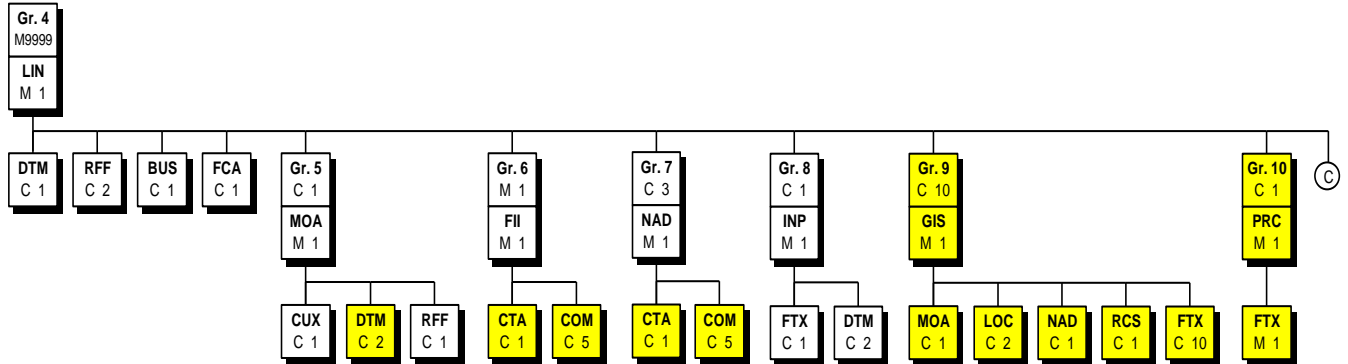 Gr. 4
M9999
LIN
M 1
DTM
C 1
RFF
C 2
BUS
C 1
FCA
C 1
Gr. 5
C 1
MOA
M 1
Gr. 6
M 1
FII
M 1
Gr. 7
C 3
NAD
M 1
Gr. 8
C 1
INP
M 1
Gr. 9
C 10
GIS
M 1
Gr. 10
C 1
PRC
M 1
C
CUX
C 1
DTM
C 2
RFF
C 1
CTA
C 1
COM
C 5
CTA
C 1
COM
C 5
FTX
C 1
DTM
C 2
MOA
C 1
LOC
C 2
NAD
C 1
RCS
C 1
FTX
C 10
FTX
M 1